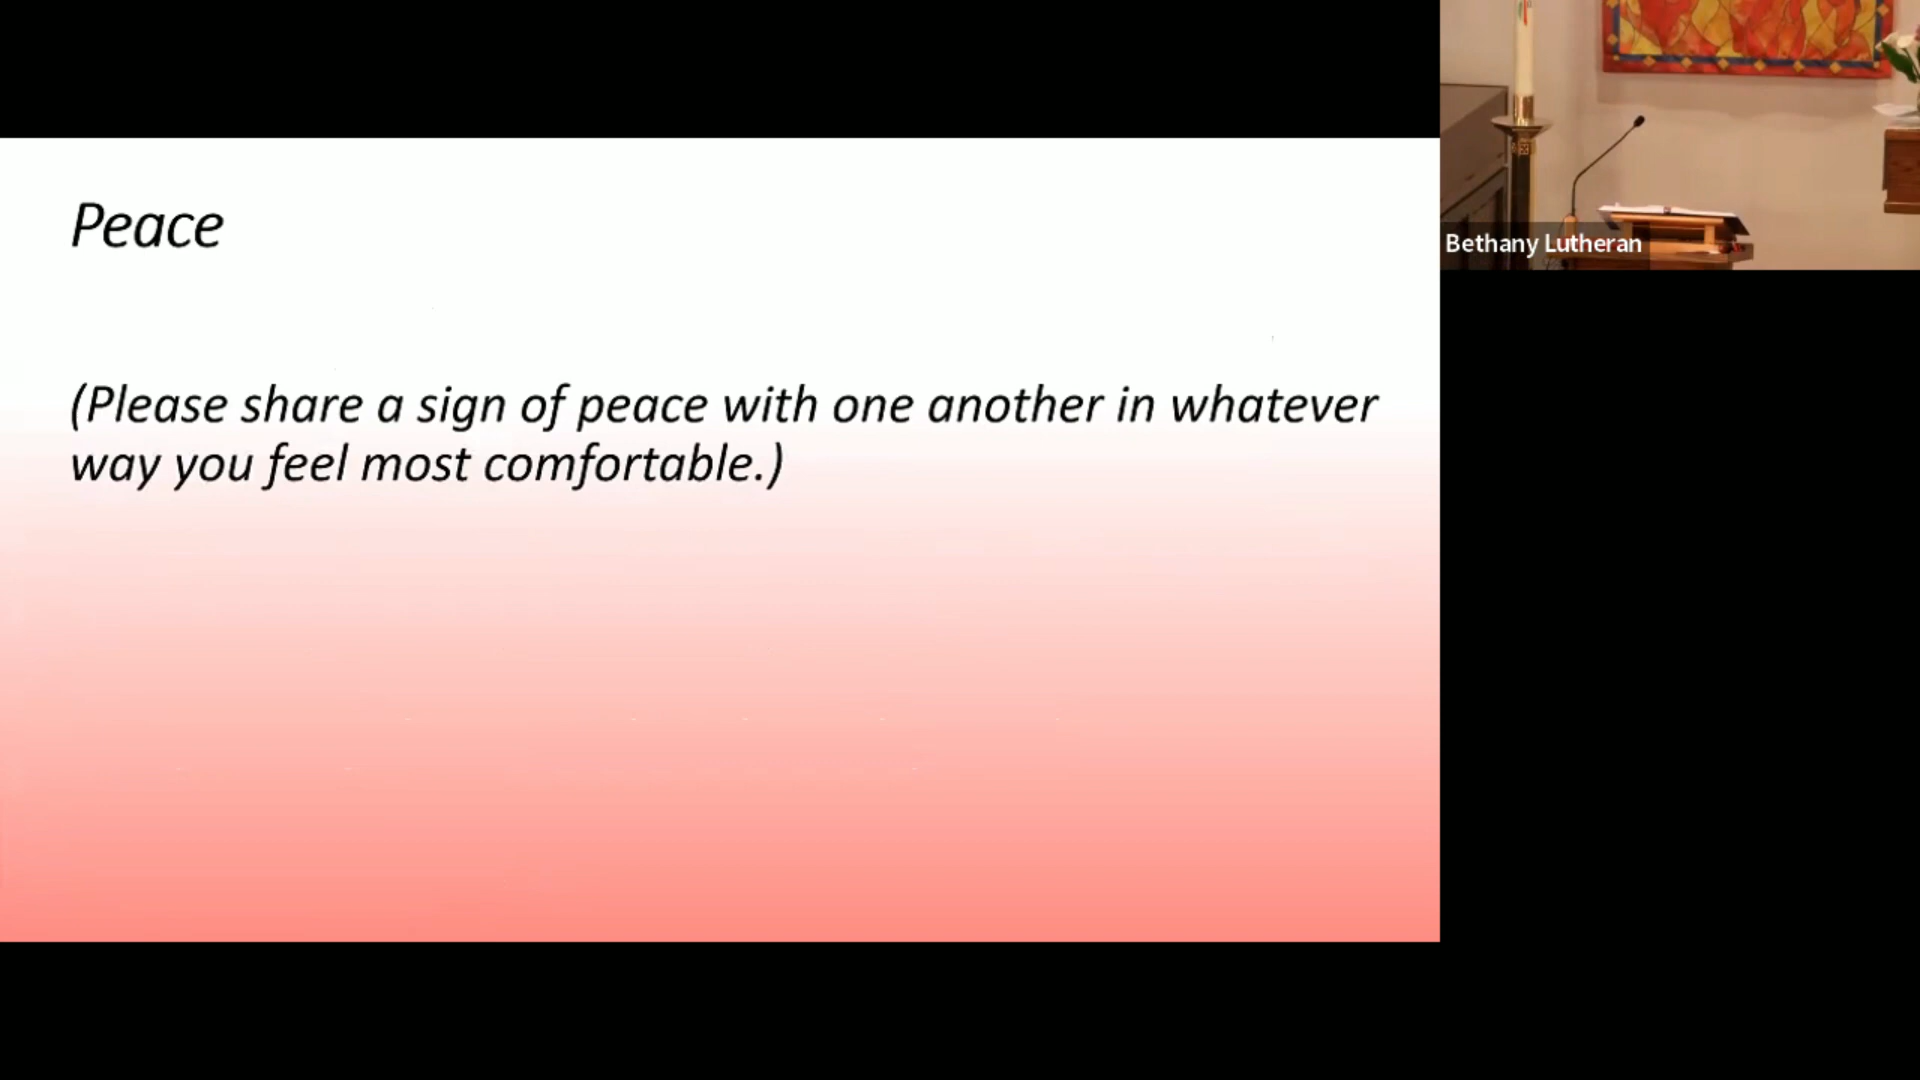 Peace
(Please share a sign of peace with one another in whatever
way you feel most comfortable.)
Bethany Lutheran